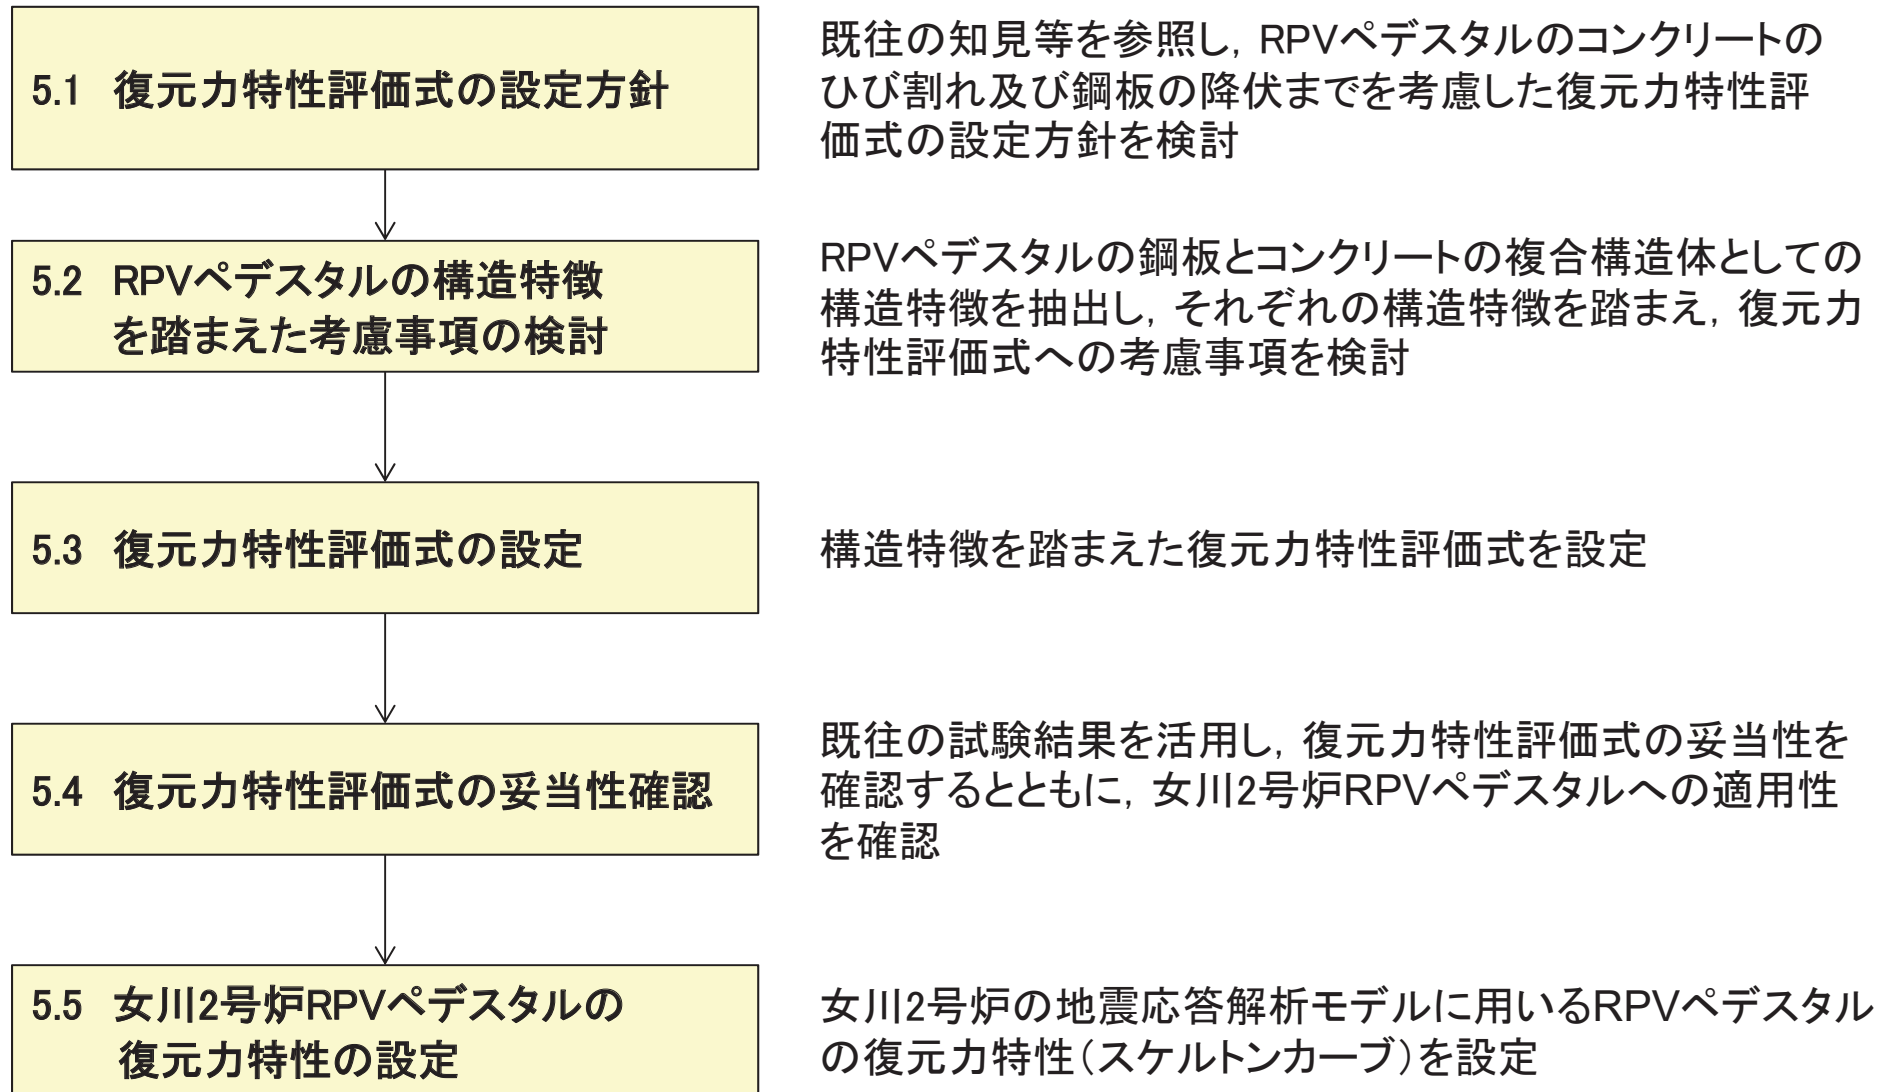 5.1 復元力特性評価式の設定方針
既往の知見等を参照し，RPVペデスタルのコンクリートの
ひび割れ及び鋼板の降伏までを考慮した復元力特性評
価式の設定方針を検討
5.2 RPVペデスタルの構造特徴
を踏まえた考慮事項の検討
RPVペデスタルの鋼板とコンクリートの複合構造体としての
構造特徴を抽出し，それぞれの構造特徴を踏まえ，復元力
特性評価式への考慮事項を検討
5.3 復元力特性評価式の設定
構造特徴を踏まえた復元力特性評価式を設定
5.4 復元力特性評価式の妥当性確認
既往の試験結果を活用し，復元力特性評価式の妥当性を
確認するとともに，女川2号炉RPVペデスタルへの適用性
を確認
5.5 女川2号炉RPVペデスタルの
復元力特性の設定
女川2号炉の地震応答解析モデルに用いるRPVペデスタル
の復元力特性（スケルトンカーブ）を設定